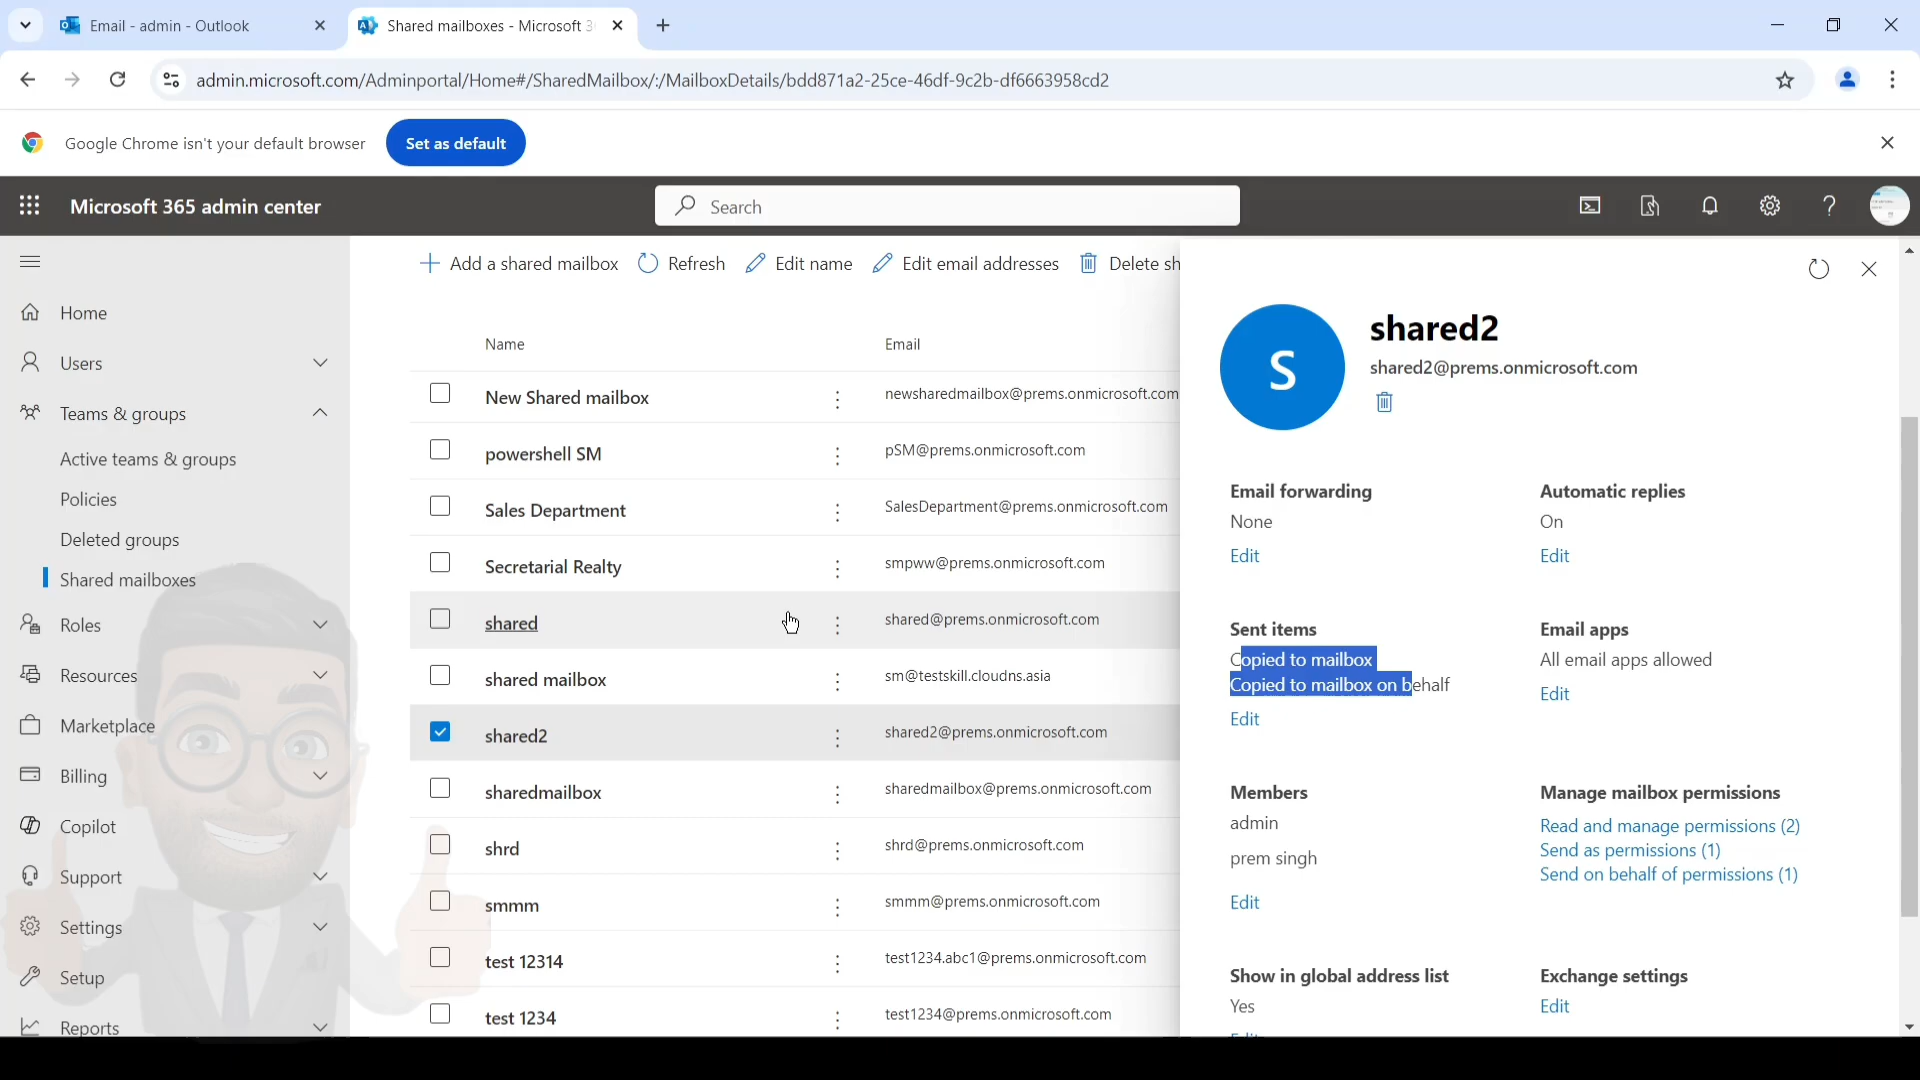 Email - admin - Outlook
Shared mailboxes - Microsoft 3
admin.microsoft.com/Adminportal/Home#/SharedMailbox/:/MailboxDetails/bdd871a2-25ce-46df-9c2b-df6663958cd2
Google Chrome isn't your default browser
Set as default
Microsoft 365 admin center
Search
Home
Users
Teams & groups
Active teams & groups
Policies
Deleted groups
Shared mailboxes
Roles
Resources
Marketplace
Billing
Copilot
Support
Settings
Setup
Reports
Add a shared mailbox
Refresh
Edit name
Edit email addresses
Delete sh
Name
Email
New Shared mailbox
newsharedmailbox@prems.onmicrosoft.com
powershell SM
pSM@prems.onmicrosoft.com
Sales Department
SalesDepartment@prems.onmicrosoft.com
Secretarial Realty
smpww@prems.onmicrosoft.com
shared
shared@prems.onmicrosoft.com
shared mailbox
sm@testskill.cloudns.asia
shared2
shared2@prems.onmicrosoft.com
sharedmailbox
sharedmailbox@prems.onmicrosoft.com
shrd
shrd@prems.onmicrosoft.com
smmm
smmm@prems.onmicrosoft.com
test 12314
test1234.abc1@prems.onmicrosoft.com
test 1234
test1234@prems.onmicrosoft.com
S
shared2
shared2@prems.onmicrosoft.com
Email forwarding
None
Edit
Automatic replies
On
Edit
Sent items
Copied to mailbox
Copied to mailbox on behalf
Edit
Email apps
All email apps allowed
Edit
Members
admin
prem singh
Edit
Manage mailbox permissions
Read and manage permissions (2)
Send as permissions (1)
Send on behalf of permissions (1)
Show in global address list
Yes
Exchange settings
Edit